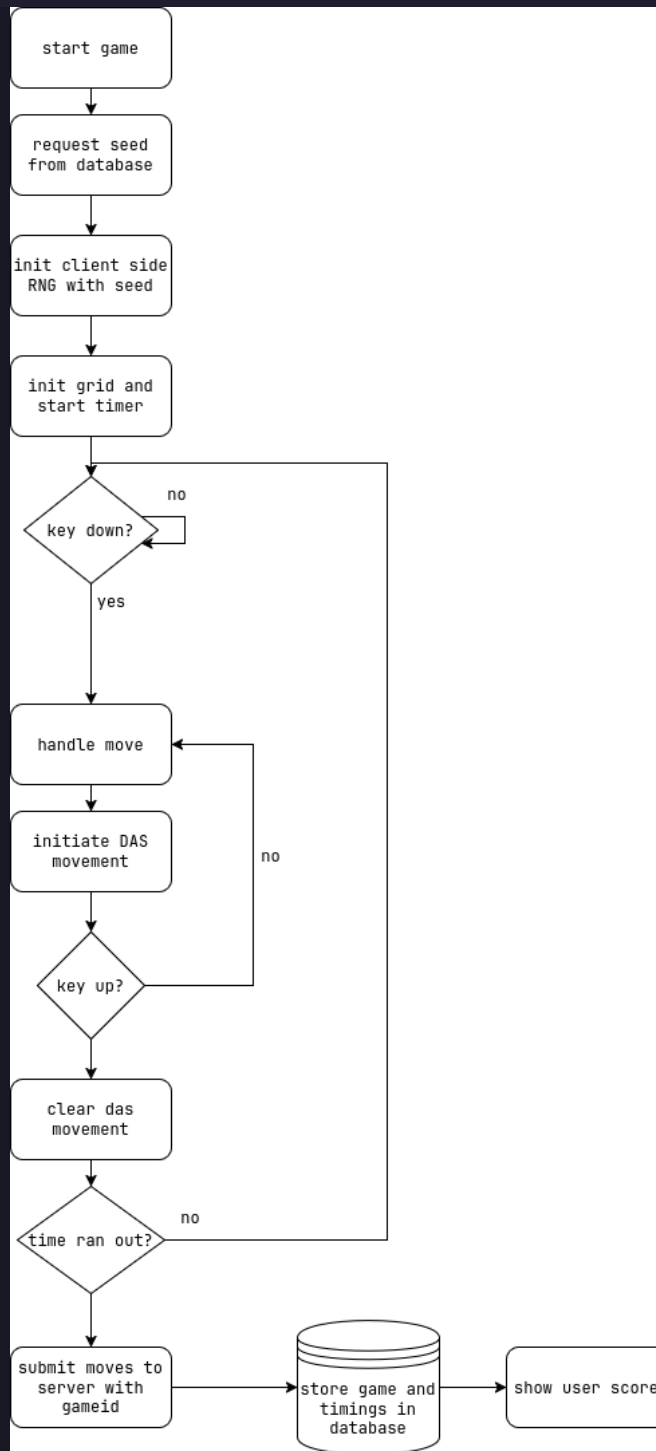 start game
request seed
from database
init client side
RNG with seed
init grid and
start timer
no
key down?
yes
handle move
initiate DAS
movement
no
key up?
clear das
movement
no
time ran out?
submit moves to
server with
gameid
store game and
timings in
database
show user score